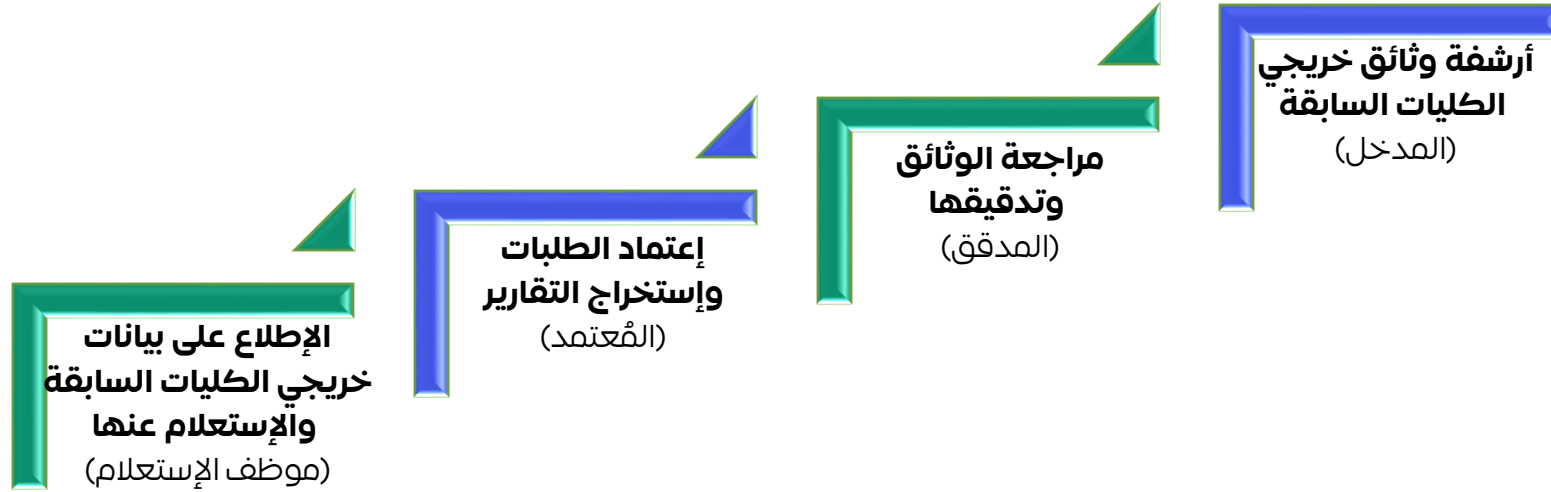 أرشفة وثائق خريجي
الكليات السابقة
(المدخل)
مراجعة الوثائق
وتدقيقها
(المدقق)
إعتماد الطلبات
وإستخراج التقارير
(المُعتمد)
الإطلاع على بيانات
خريجي الكليات السابقة
والإستعلام عنها
(موظف الإستعلام)